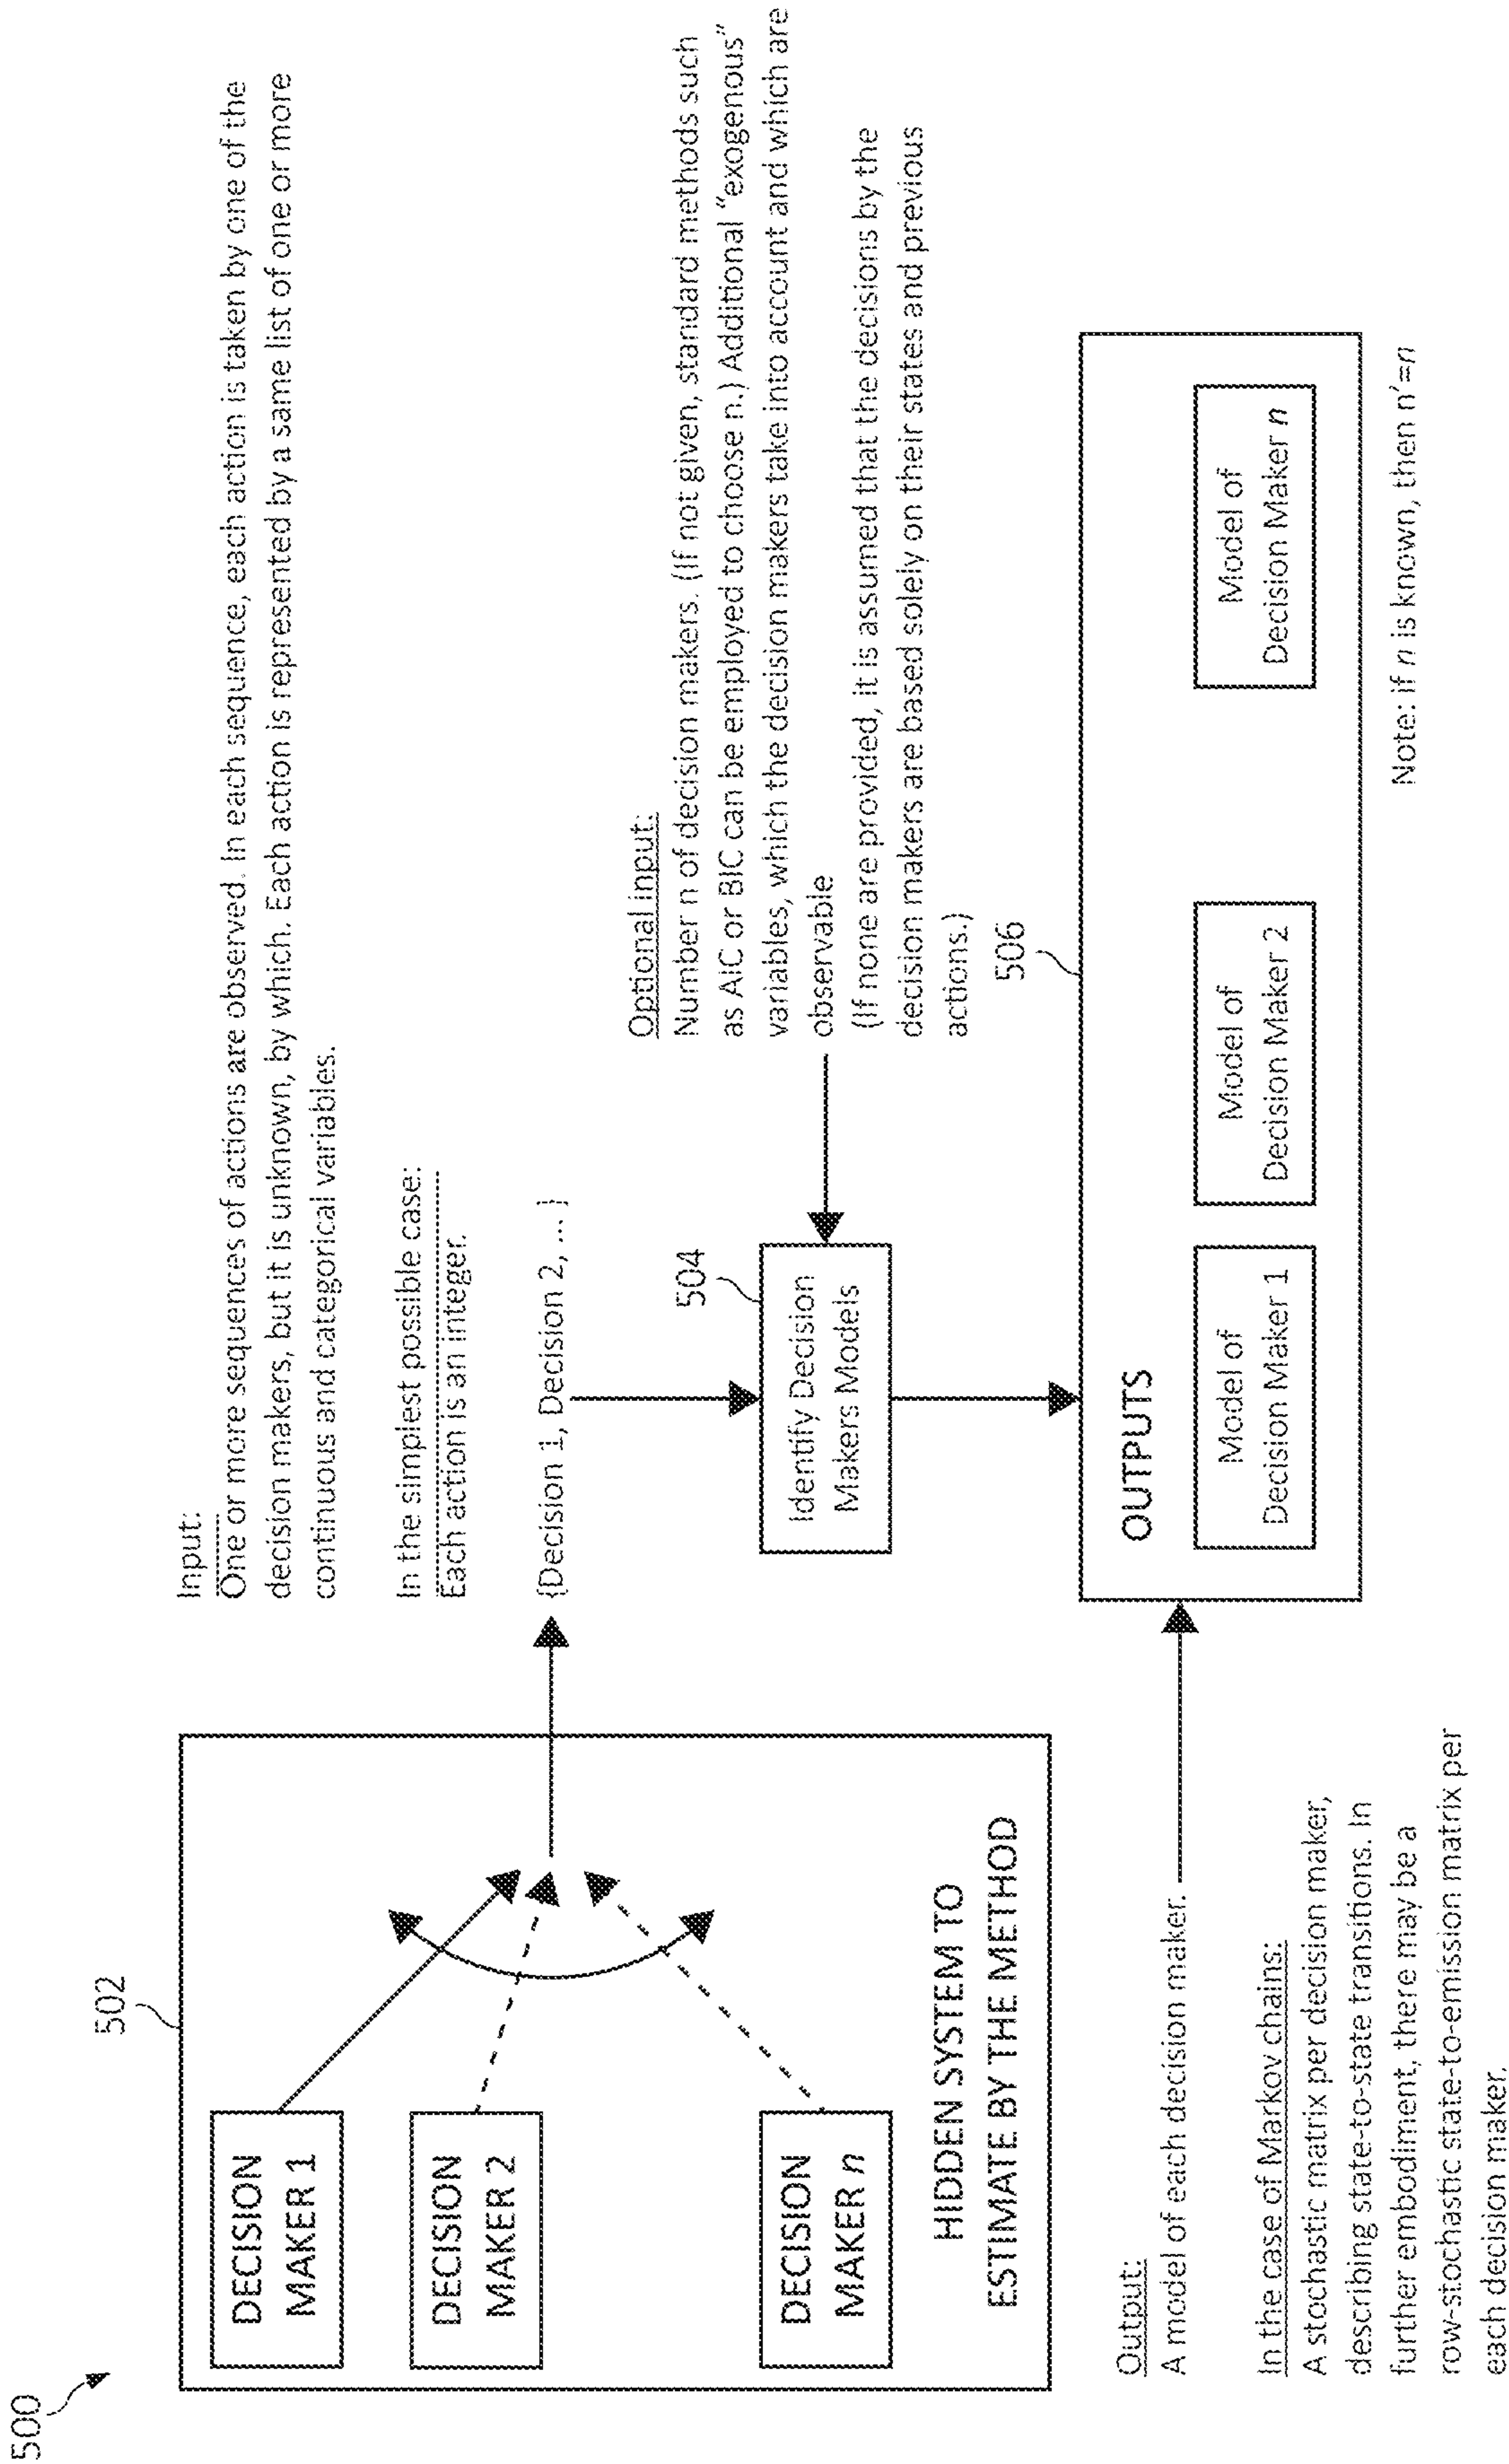 500
502
DECISION
MAKER 1
DECISION
MAKER 2
DECISION
MAKER n
HIDDEN SYSTEM TO
ESTIMATE BY THE METHOD
Input:
One or more sequences of actions are observed. In each sequence, each action is taken by one of the
decision makers, but it is unknown, by which. Each action is represented by a same list of one or more
continuous and categorical variables.
In the simplest possible case:
Each action is an integer.
{Decision 1, Decision 2, ... }
504
Identify Decision
Makers Models
Optional input:
Number n of decision makers. (If not given, standard methods such
as AIC or BIC can be employed to choose n.) Additional "exogenous"
variables, which the decision makers take into account and which are
observable
(If none are provided, it is assumed that the decisions by the
decision makers are based solely on their states and previous
actions.)
506
OUTPUTS
Model of
Decision Maker 1
Model of
Decision Maker 2
Model of
Decision Maker n
Note: if n is known, then n'=n
Output:
A model of each decision maker.
In the case of Markov chains:
A stochastic matrix per decision maker,
describing state-to-state transitions. In
further embodiment, there may be a
row-stochastic state-to-emission matrix per
each decision maker.